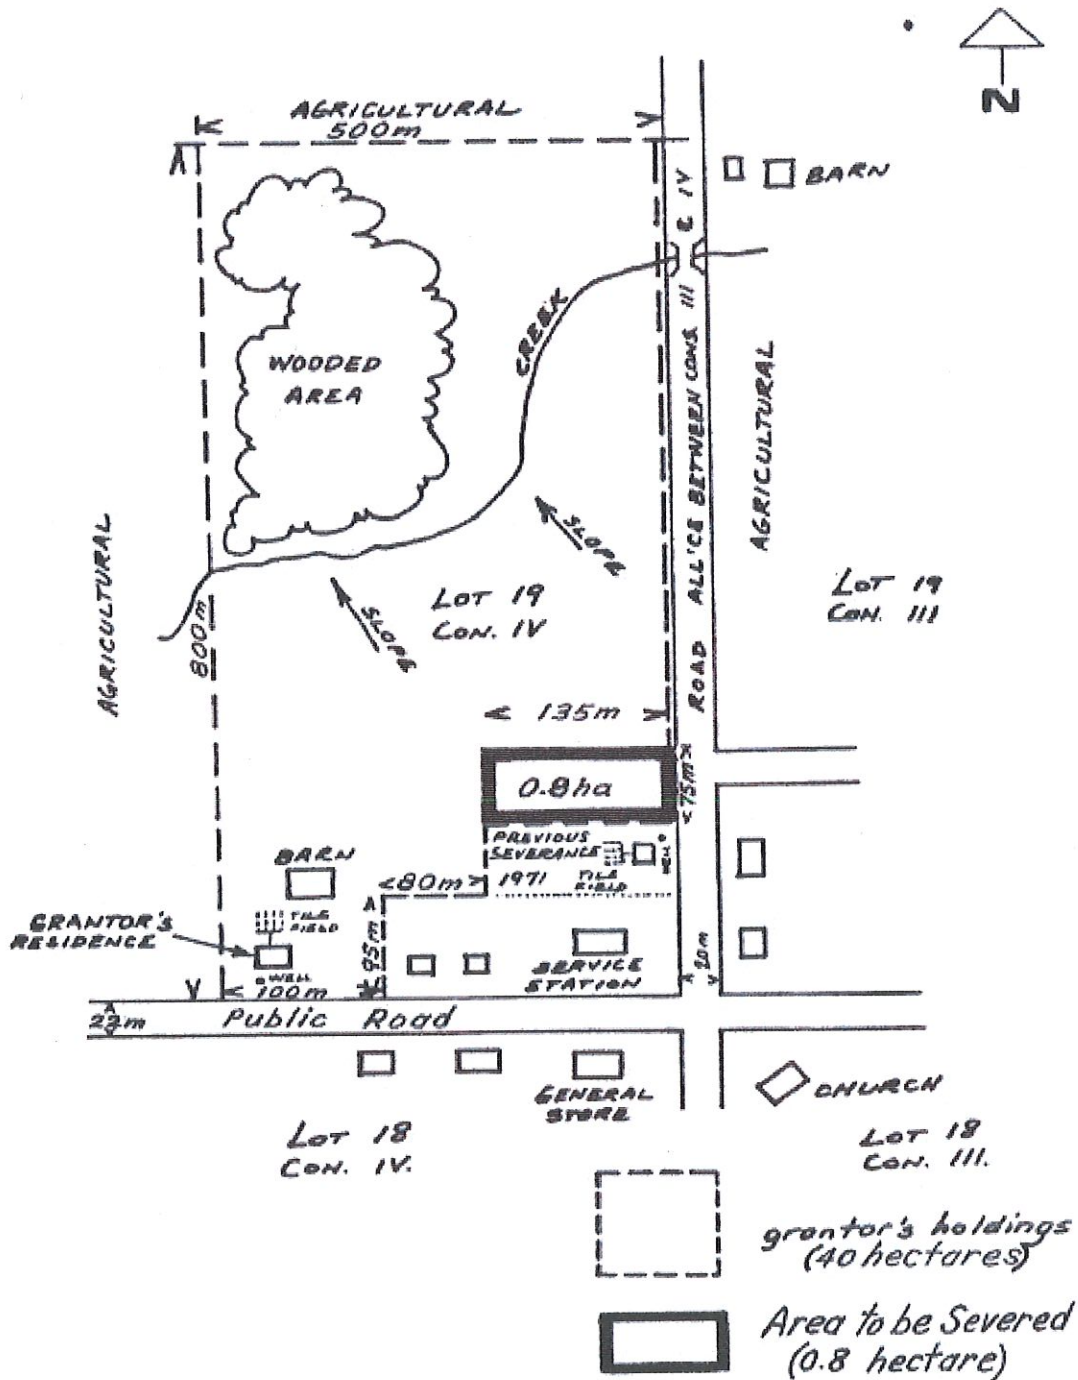 N
AGRICULTURAL
500m
BARN
ROAD ALL'CE BETWEEN CONS III & IV
CREEK
WOODED
AREA
AGRICULTURAL
AGRICULTURAL
SLOPE
LOT 19
CON. IV
LOT 19
CON. III
SLOPE
800m
135m
0.8ha
75m
PREVIOUS
SEVERANCE
1971
TILE
FIELD
WELL
BARN
80m
GRANTOR'S
RESIDENCE
TILE
FIELD
95m
WELL
100m
SERVICE
STATION
20m
Public Road
GENERAL
STORE
CHURCH
LOT 18
CON. IV.
LOT 18
CON. III.
grantor's holdings
(40 hectares)
Area to be Severed
(0.8 hectare)